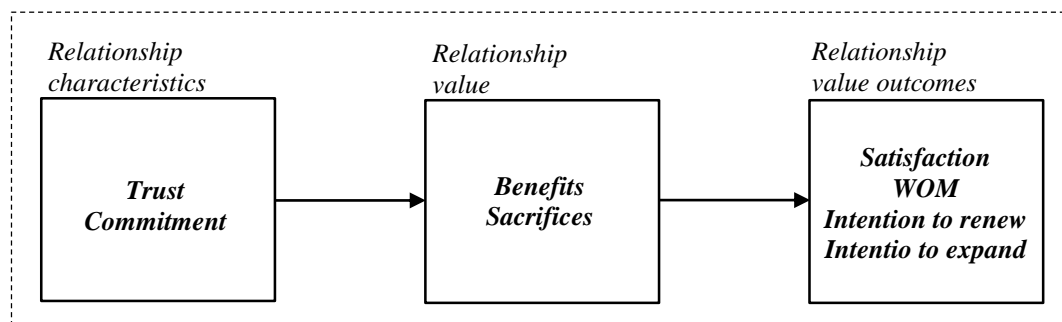 Relationship
characteristics
Trust
Commitment
Relationship
value
Benefits
Sacrifices
Relationship
value outcomes
Satisfaction
WOM
Intention to renew
Intentio to expand